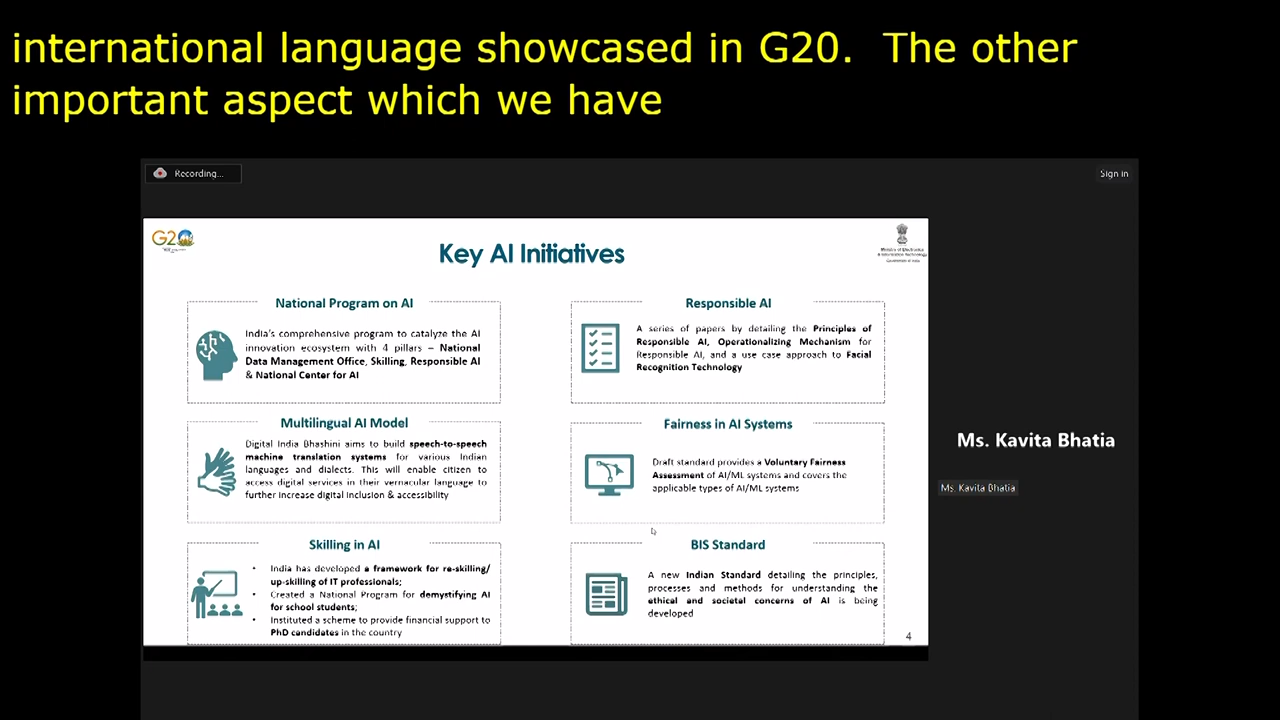 international language showcased in G20.  The other
important aspect which we have
Recording...
Sign in
G20
Ministry of Electronics
& Information Technology
Government of India
Key AI Initiatives
National Program on AI
India's comprehensive program to catalyze the AI
innovation ecosystem with 4 pillars – National
Data Management Office, Skilling, Responsible AI
& National Center for AI
Responsible AI
A series of papers by detailing the Principles of
Responsible AI, Operationalizing Mechanism for
Responsible AI, and a use case approach to Facial
Recognition Technology
Multilingual AI Model
Digital India Bhashini aims to build speech-to-speech
machine translation systems for various Indian
languages and dialects. This will enable citizen to
access digital services in their vernacular language to
further increase digital inclusion & accessibility
Fairness in AI Systems
Draft standard provides a Voluntary Fairness
Assessment of AI/ML systems and covers the
applicable types of AI/ML systems
Skilling in AI
• India has developed a framework for re-skilling/
up-skilling of IT professionals;
• Created a National Program for demystifying AI
for school students;
• Instituted a scheme to provide financial support to
PhD candidates in the country
BIS Standard
A new Indian Standard detailing the principles,
processes and methods for understanding the
ethical and societal concerns of AI is being
developed
4
Ms. Kavita Bhatia
Ms. Kavita Bhatia